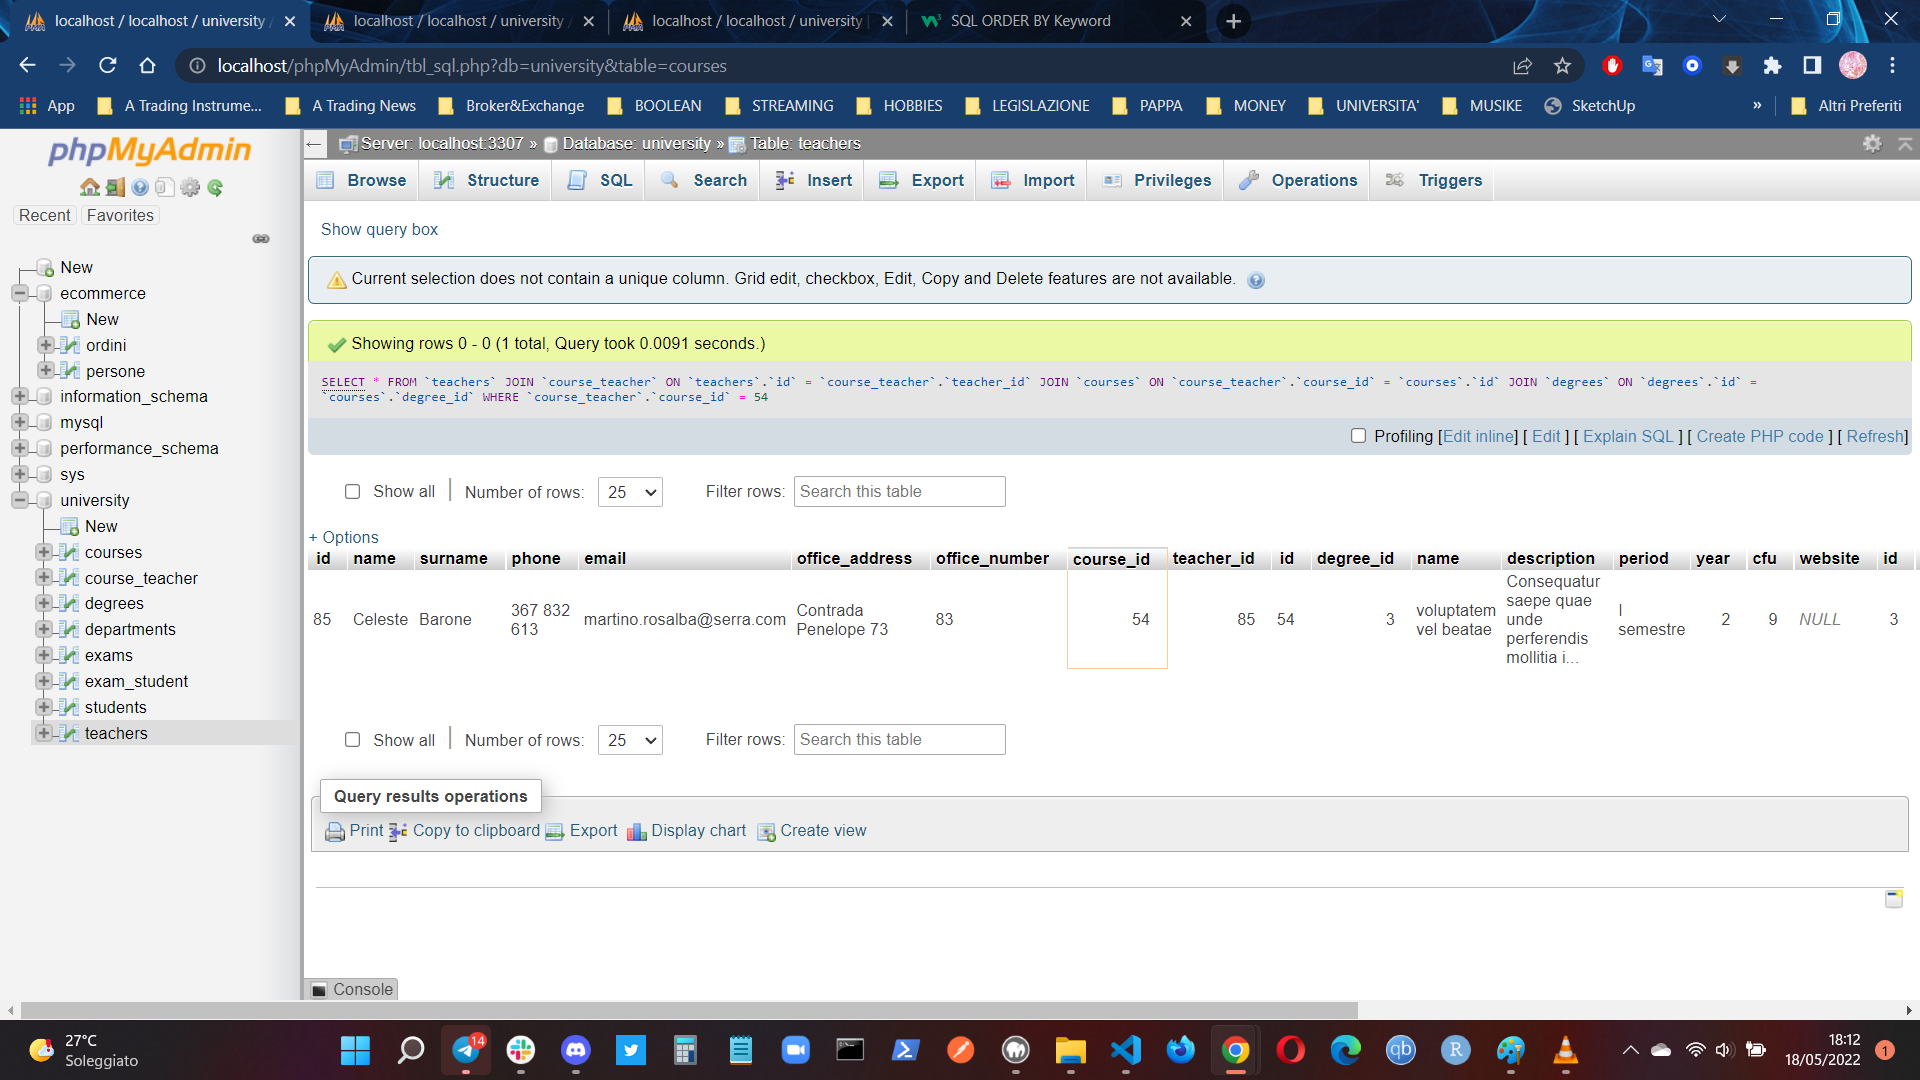 localhost / localhost / university /
localhost / localhost / university /
localhost / localhost / university |
SQL ORDER BY Keyword
localhost/phpMyAdmin/tbl_sql.php?db=university&table=courses
App
A Trading Instrume...
A Trading News
Broker&Exchange
BOOLEAN
STREAMING
HOBBIES
LEGISLAZIONE
PAPPA
MONEY
UNIVERSITA'
MUSIKE
SketchUp
»
Altri Preferiti
phpMyAdmin
Recent Favorites
New
ecommerce
New
ordini
persone
information_schema
mysql
performance_schema
sys
university
New
courses
course_teacher
degrees
departments
exams
exam_student
students
teachers
Server: localhost:3307 » Database: university » Table: teachers
Browse Structure SQL Search Insert Export Import Privileges Operations Triggers
Show query box
Current selection does not contain a unique column. Grid edit, checkbox, Edit, Copy and Delete features are not available.
Showing rows 0 - 0 (1 total, Query took 0.0091 seconds.)
SELECT * FROM `teachers` JOIN `course_teacher` ON `teachers`.`id` = `course_teacher`.`teacher_id` JOIN `courses` ON `course_teacher`.`course_id` = `courses`.`id` JOIN `degrees` ON `degrees`.`id` =
`courses`.`degree_id` WHERE `course_teacher`.`course_id` = 54
Profiling [Edit inline] [ Edit ] [ Explain SQL ] [ Create PHP code ] [ Refresh]
Show all | Number of rows: 25 Filter rows: Search this table
+ Options
id name surname phone email office_address office_number course_id teacher_id id degree_id name description period year cfu website id
85 Celeste Barone 367 832 613 martino.rosalba@serra.com Contrada Penelope 73 83 54 85 54 3 voluptatem vel beatae Consequatur saepe quae unde perferendis mollitia i... I semestre 2 9 NULL 3
Show all | Number of rows: 25 Filter rows: Search this table
Query results operations
Print Copy to clipboard Export Display chart Create view
Console
27°C
Soleggiato
14
qb
R
18:12
18/05/2022
1